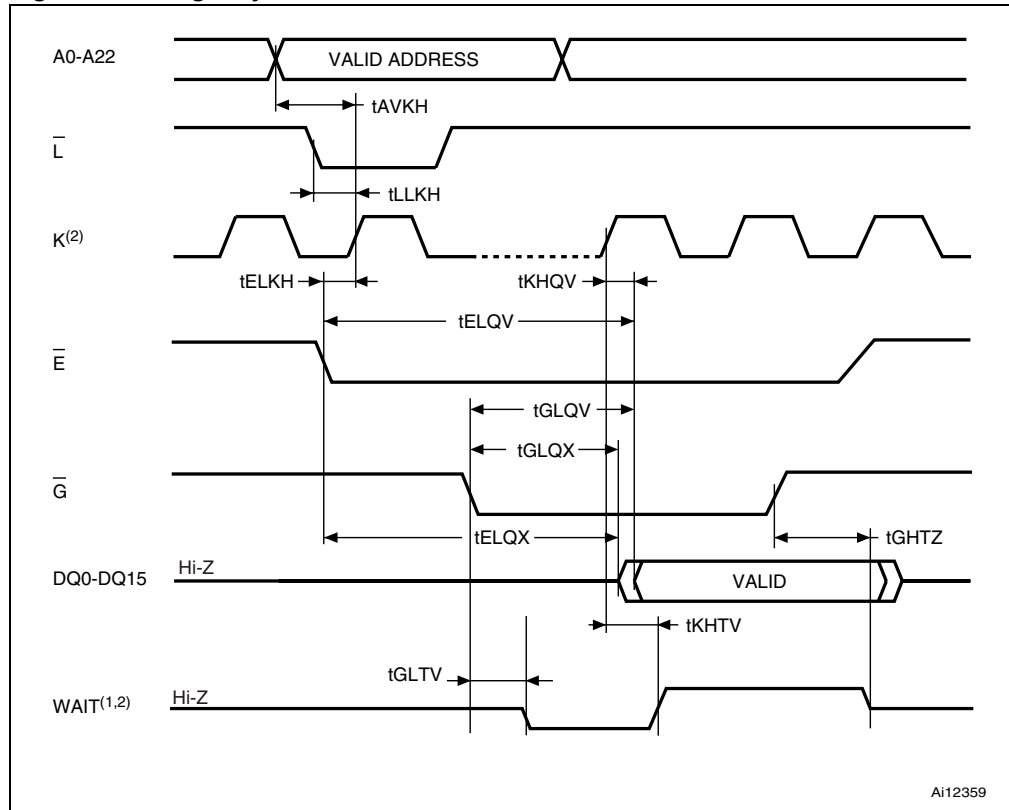 A0-A22
VALID ADDRESS
tAVKH
L
tLLKH
K(2)
tELKH
tKHQV
tELQV
E
tGLQV
tGLQX
G
tELQX
tGHTZ
DQ0-DQ15
Hi-Z
VALID
tKHTV
tGLTV
WAIT(1,2)
Hi-Z
Ai12359